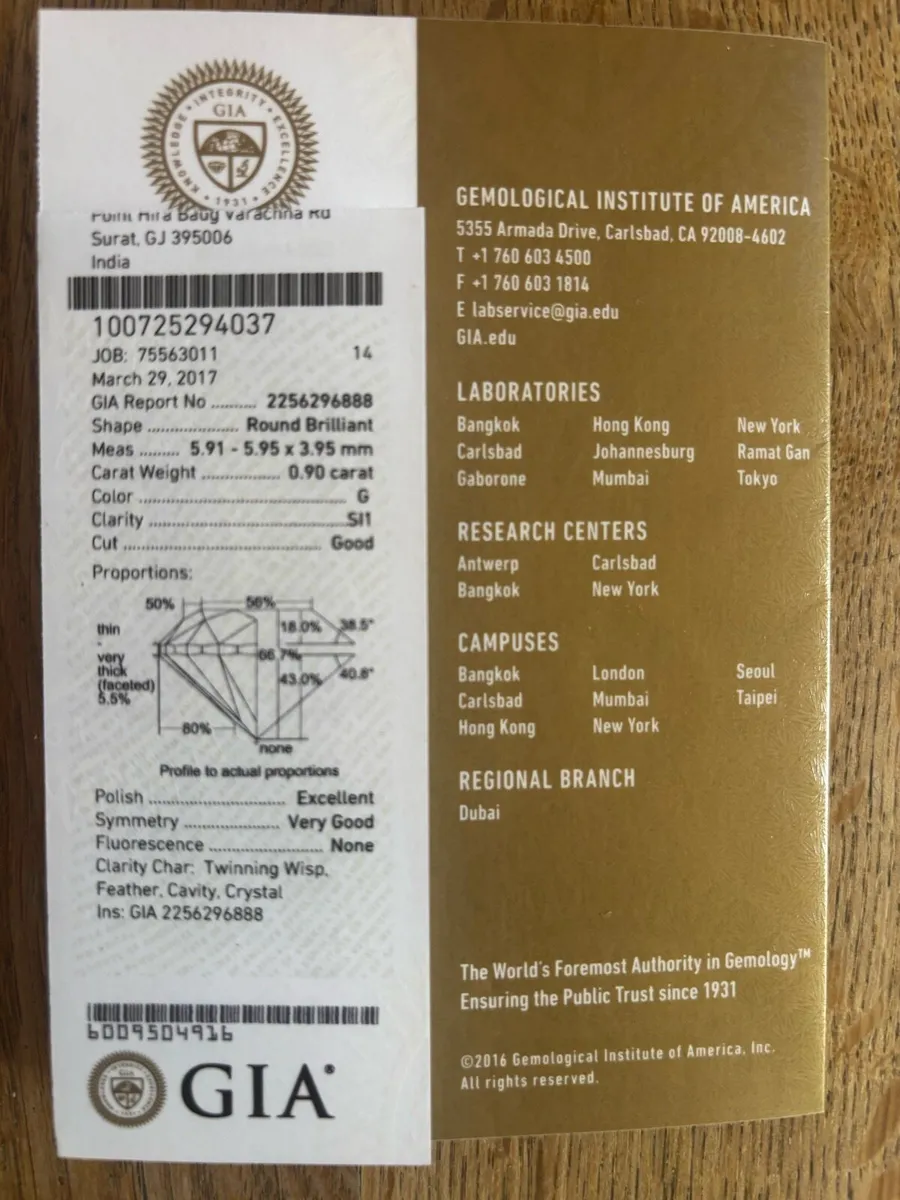 KNOWLEDGE • INTEGRITY • EXCELLENCE
GIA
• 1931 •
Surat, GJ 395006
India
100725294037
JOB: 75563011 14
March 29, 2017
GIA Report No .......... 2256296888
Shape ..................... Round Brilliant
Meas ......... 5.91 - 5.95 x 3.95 mm
Carat Weight .................. 0.90 carat
Color ................................................ G
Clarity .............................................. SI1
Cut ............................................. Good
Proportions:
50% 56%
thin 18.0% 38.5°
-
very 66.7%
thick 43.0% 40.8°
(faceted)
5.5%
80%
none
Profile to actual proportions
Polish ............................... Excellent
Symmetry ..................... Very Good
Fluorescence .......................... None
Clarity Char: Twinning Wisp,
Feather, Cavity, Crystal
Ins: GIA 2256296888
6009504916
GIA®
GEMOLOGICAL INSTITUTE OF AMERICA
5355 Armada Drive, Carlsbad, CA 92008-4602
T +1 760 603 4500
F +1 760 603 1814
E labservice@gia.edu
GIA.edu
LABORATORIES
Bangkok Hong Kong New York
Carlsbad Johannesburg Ramat Gan
Gaborone Mumbai Tokyo
RESEARCH CENTERS
Antwerp Carlsbad
Bangkok New York
CAMPUSES
Bangkok London Seoul
Carlsbad Mumbai Taipei
Hong Kong New York
REGIONAL BRANCH
Dubai
The World's Foremost Authority in Gemology™
Ensuring the Public Trust since 1931
©2016 Gemological Institute of America, Inc.
All rights reserved.